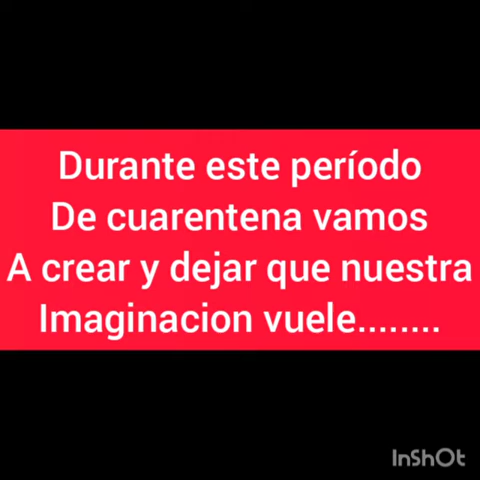 Durante este período
De cuarentena vamos
A crear y dejar que nuestra
Imaginacion vuele........
InShOt